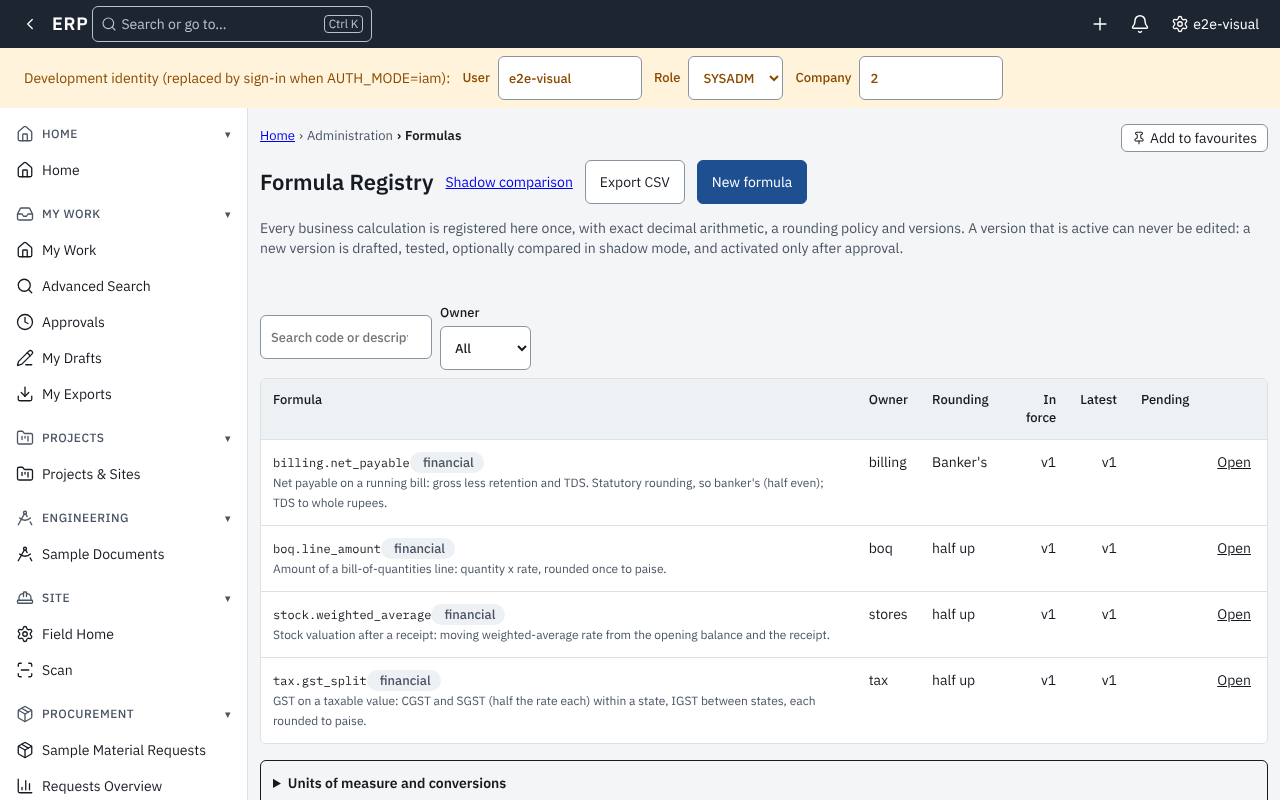 ERP
Search or go to…
Ctrl K
e2e-visual
Development identity (replaced by sign-in when AUTH_MODE=iam):
User
e2e-visual
Role
SYSADM
Company
2
HOME
Home
MY WORK
My Work
Advanced Search
Approvals
My Drafts
My Exports
PROJECTS
Projects & Sites
ENGINEERING
Sample Documents
SITE
Field Home
Scan
PROCUREMENT
Sample Material Requests
Requests Overview
Home › Administration › Formulas
Add to favourites
Formula Registry
Shadow comparison
Export CSV
New formula
Every business calculation is registered here once, with exact decimal arithmetic, a rounding policy and versions. A version that is active can never be edited: a
new version is drafted, tested, optionally compared in shadow mode, and activated only after approval.
Owner
All
Formula Owner Rounding In force Latest Pending
billing.net_payable financial billing Banker's v1 v1 Open
Net payable on a running bill: gross less retention and TDS. Statutory rounding, so banker's (half even);
TDS to whole rupees.
boq.line_amount financial boq half up v1 v1 Open
Amount of a bill-of-quantities line: quantity x rate, rounded once to paise.
stock.weighted_average financial stores half up v1 v1 Open
Stock valuation after a receipt: moving weighted-average rate from the opening balance and the receipt.
tax.gst_split financial tax half up v1 v1 Open
GST on a taxable value: CGST and SGST (half the rate each) within a state, IGST between states, each
rounded to paise.
Units of measure and conversions
Search code or